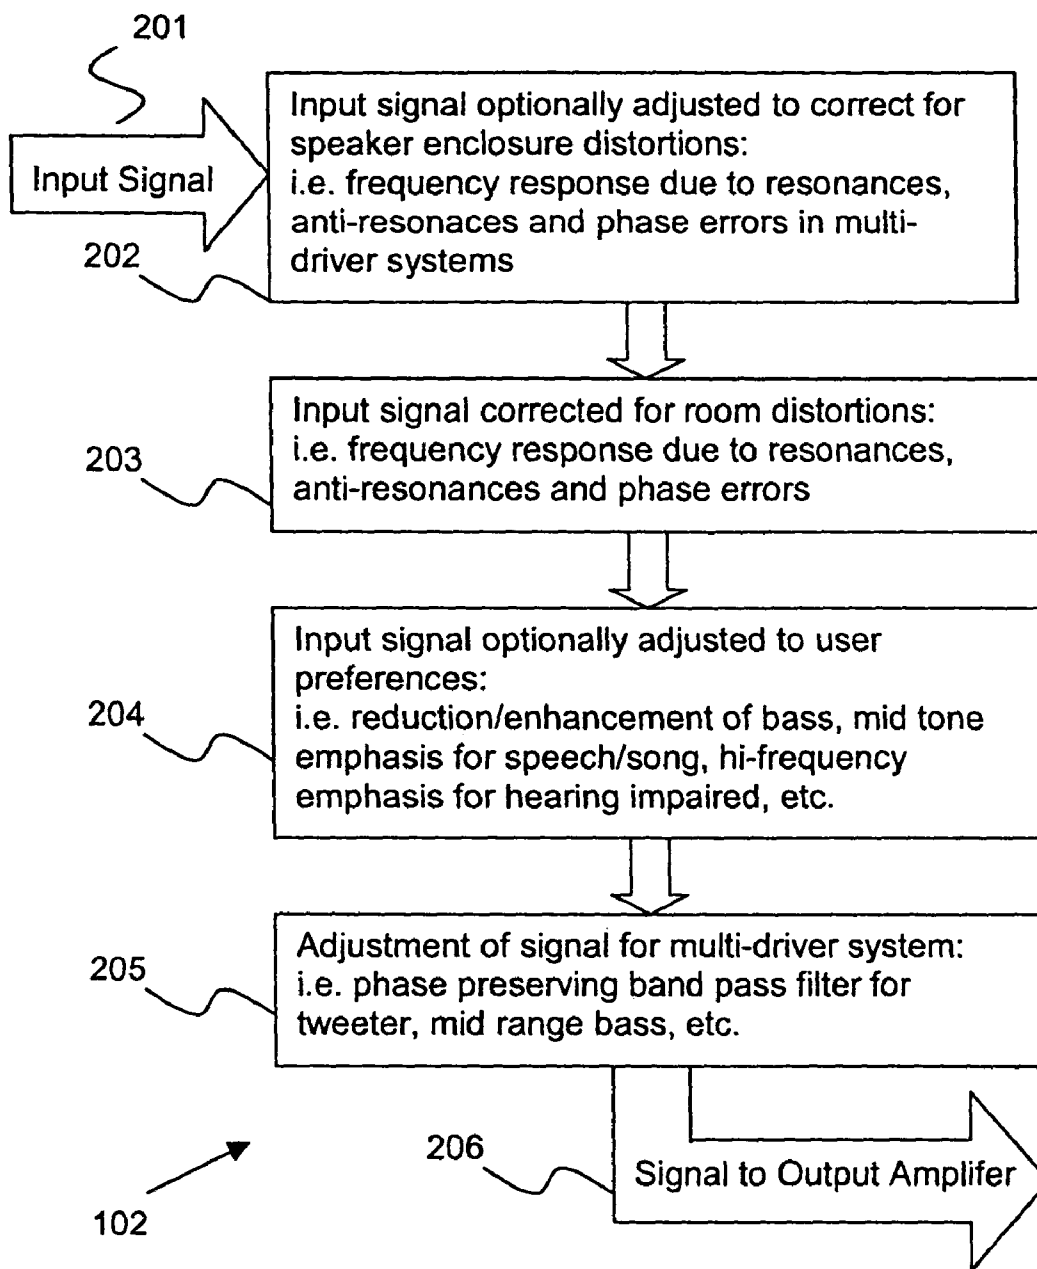 201
Input Signal
Input signal optionally adjusted to correct for
speaker enclosure distortions:
i.e. frequency response due to resonances,
anti-resonaces and phase errors in multi-
driver systems
202
Input signal corrected for room distortions:
i.e. frequency response due to resonances,
anti-resonances and phase errors
203
Input signal optionally adjusted to user
preferences:
i.e. reduction/enhancement of bass, mid tone
emphasis for speech/song, hi-frequency
emphasis for hearing impaired, etc.
204
Adjustment of signal for multi-driver system:
i.e. phase preserving band pass filter for
tweeter, mid range bass, etc.
205
206
Signal to Output Amplifer
102